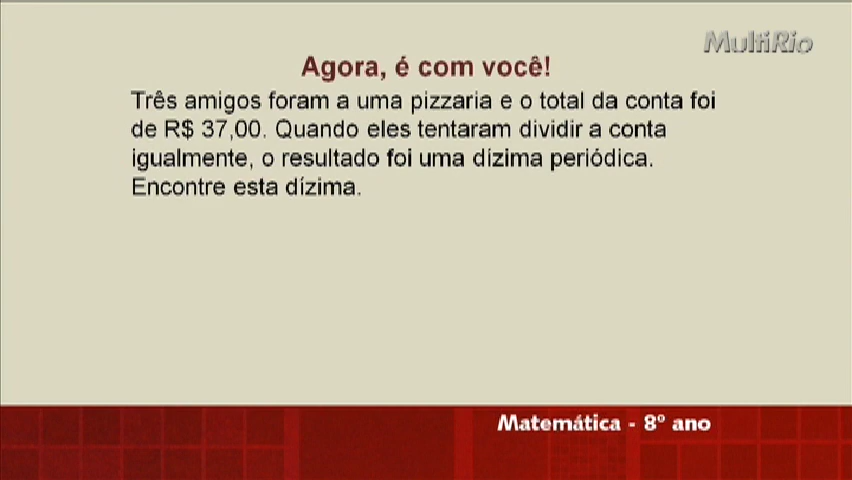 MultiRio
Agora, é com você!
Três amigos foram a uma pizzaria e o total da conta foi
de R$ 37,00. Quando eles tentaram dividir a conta
igualmente, o resultado foi uma dízima periódica.
Encontre esta dízima.
Matemática - 8º ano